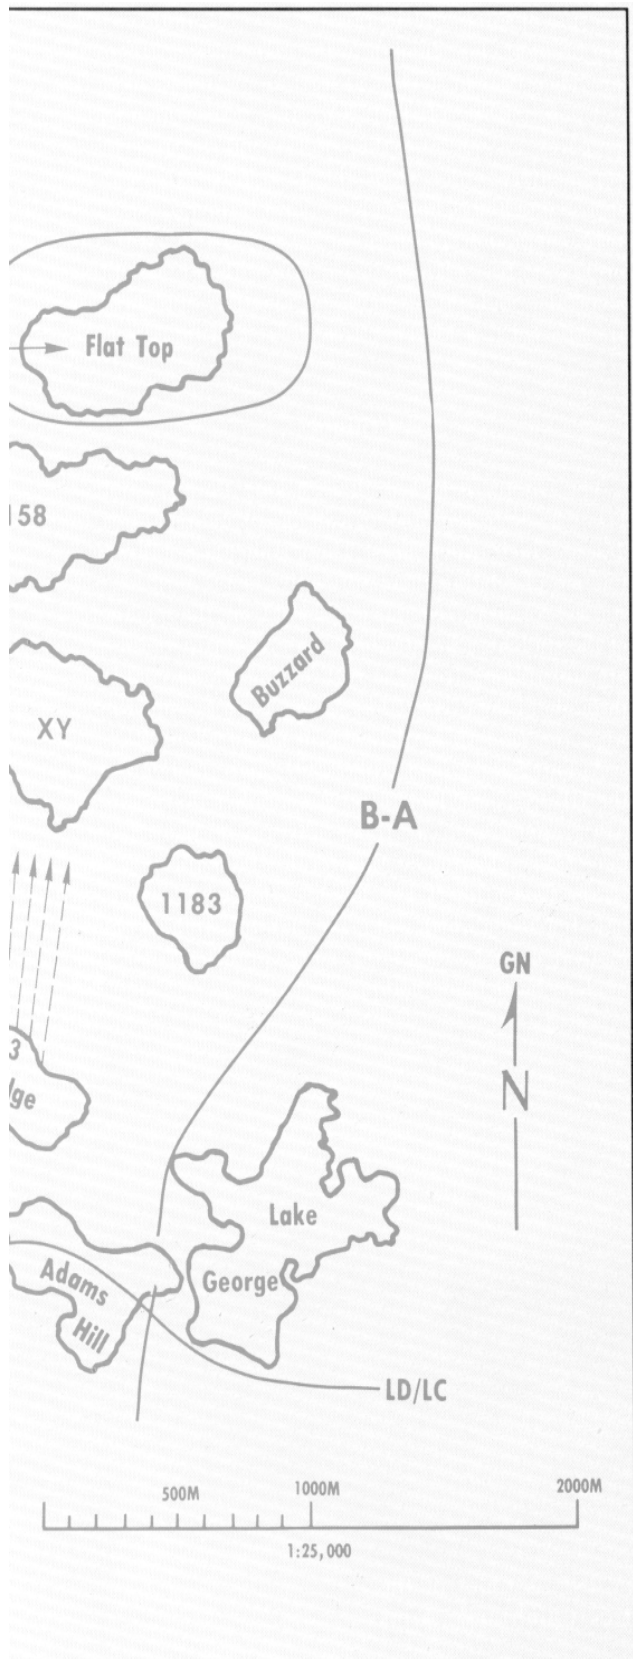 Flat Top
158
Buzzard
XY
B-A
1183
GN
3
N
lge
Lake
George
Adams
Hill
LD/LC
500M
1000M
2000M
1:25,000